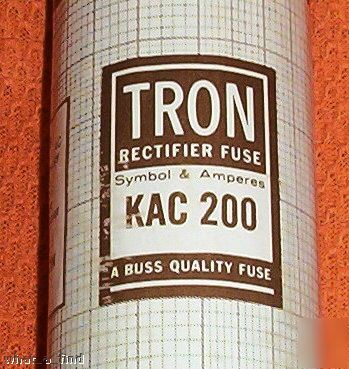 TRON
RECTIFIER FUSE
Symbol & Amperes
KAC 200
A BUSS QUALITY FUSE